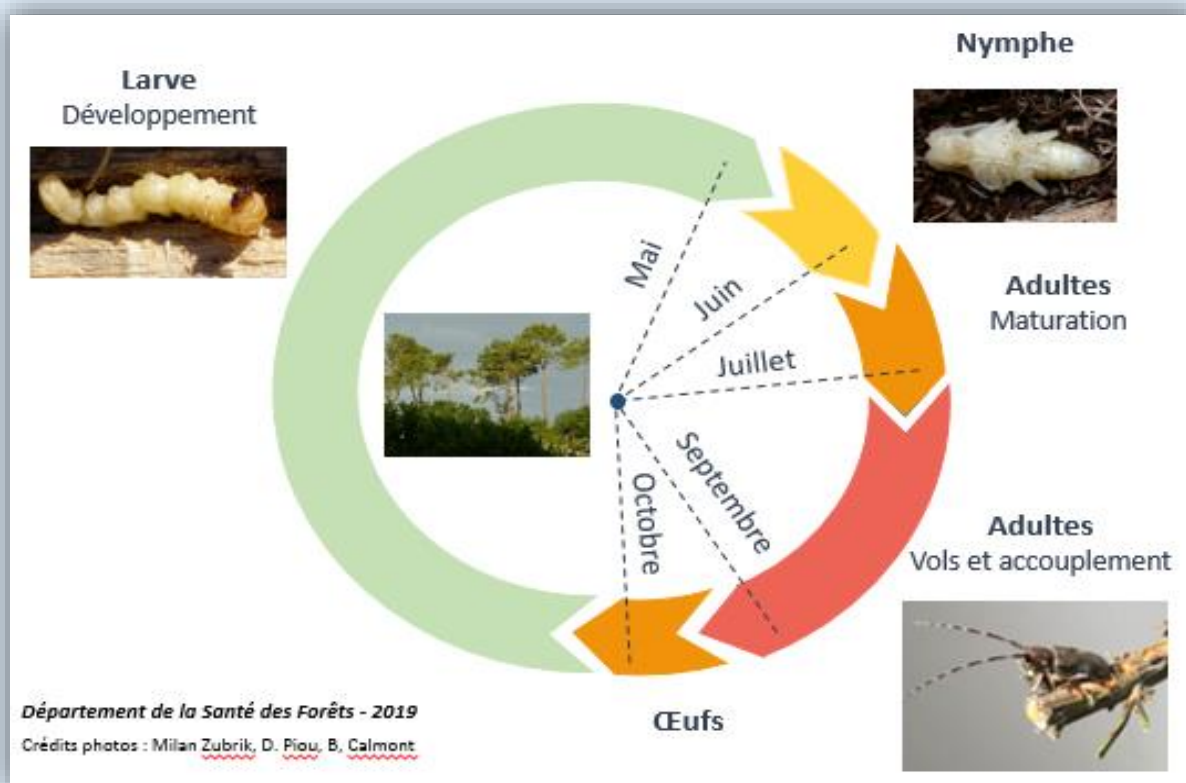 Nymphe
Larve
Développement
Mai
Juin
Adultes
Maturation
Juillet
Septembre
Octobre
Adultes
Vols et accouplement
Œufs
Département de la Santé des Forêts - 2019
Crédits photos : Milan Zubrik, D. Piou, B, Calmont